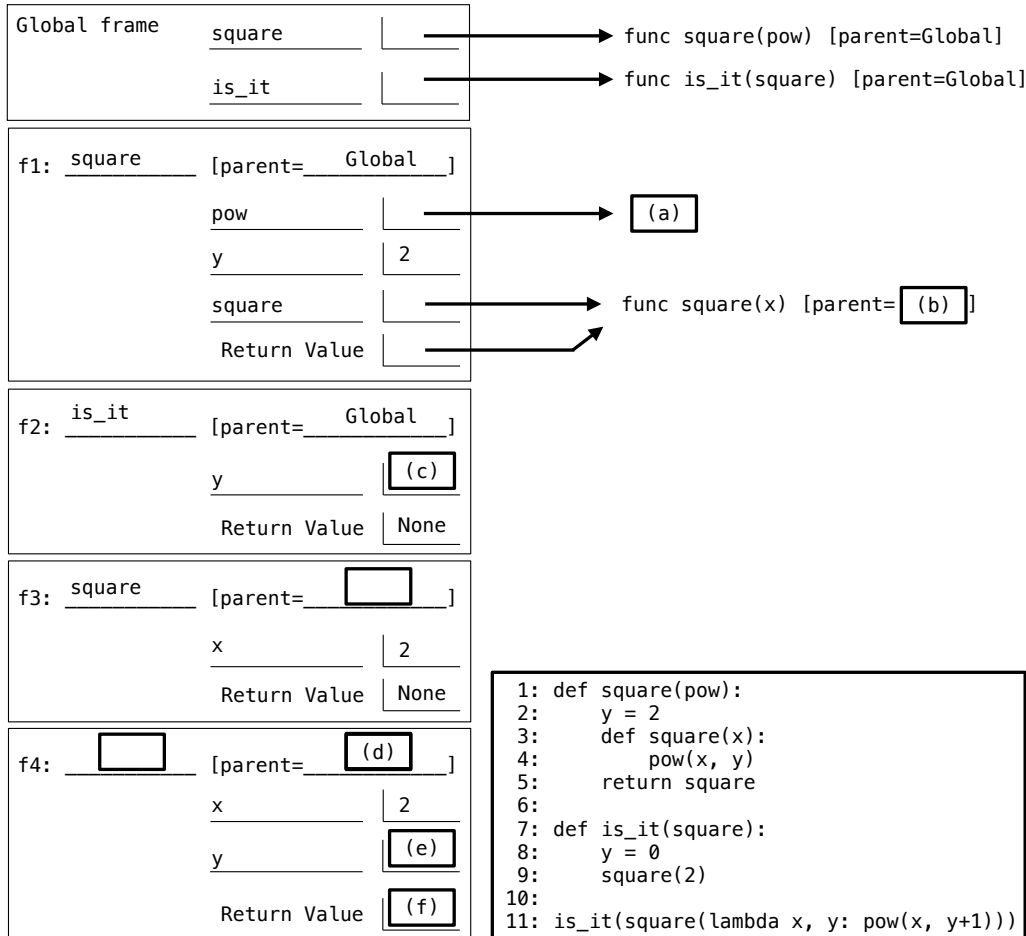 Global frame
square
func square(pow) [parent=Global]
is_it
func is_it(square) [parent=Global]
f1: square [parent=Global]
pow
(a)
y 2
square
func square(x) [parent= (b) ]
Return Value
f2: is_it [parent=Global]
y (c)
Return Value None
f3: square [parent=___________]
x 2
Return Value None
f4: ___________ [parent= (d) ]
x 2
y (e)
Return Value (f)
1: def square(pow):
2:     y = 2
3:     def square(x):
4:         pow(x, y)
5:     return square
6:
7: def is_it(square):
8:     y = 0
9:     square(2)
10:
11: is_it(square(lambda x, y: pow(x, y+1)))